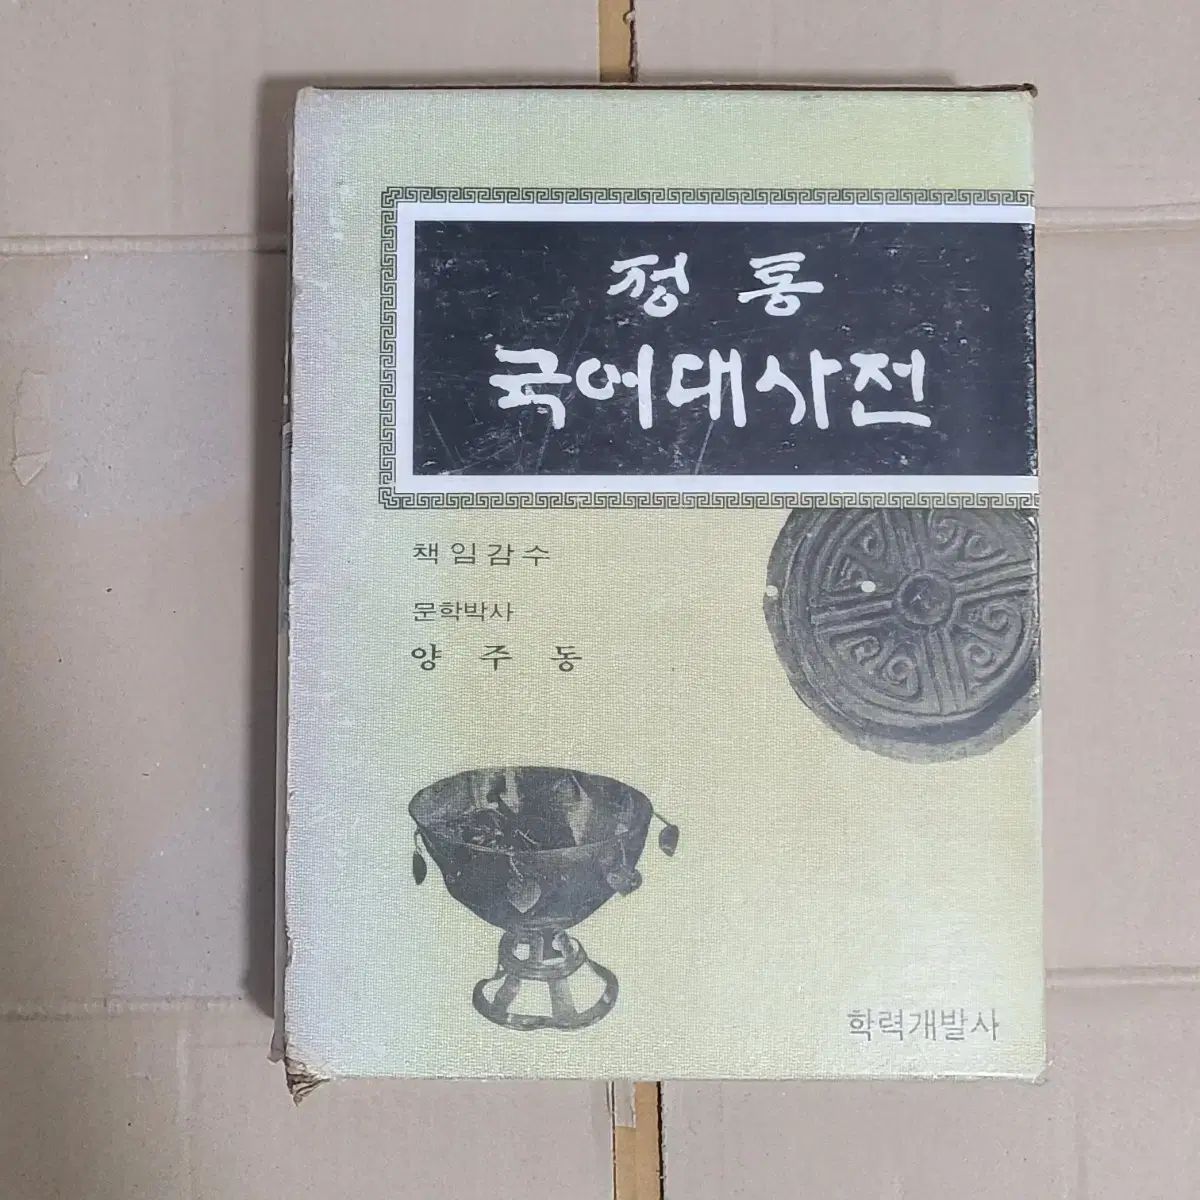 정통
국어대사전
책임감수
문학박사
양주동
학력개발사